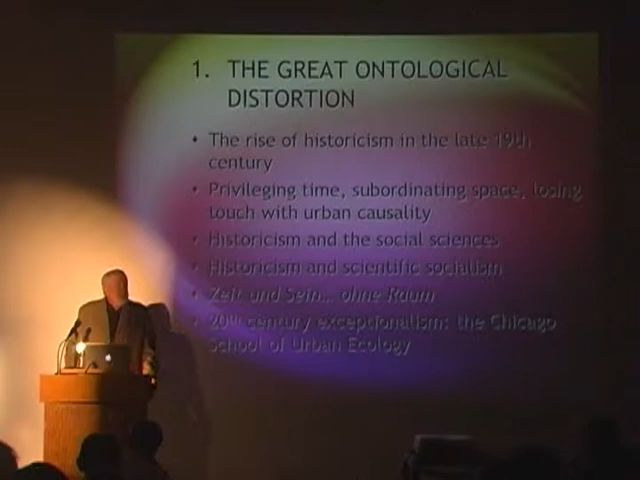 1. THE GREAT ONTOLOGICAL
DISTORTION
• The rise of historicism in the late 19th
century
• Privileging time, subordinating space, losing
touch with urban causality
• Historicism and the social sciences
• Historicism and scientific socialism
• Zeit und Sein... ohne Raum
• 20th century exceptionalism: the Chicago
School of Urban Ecology